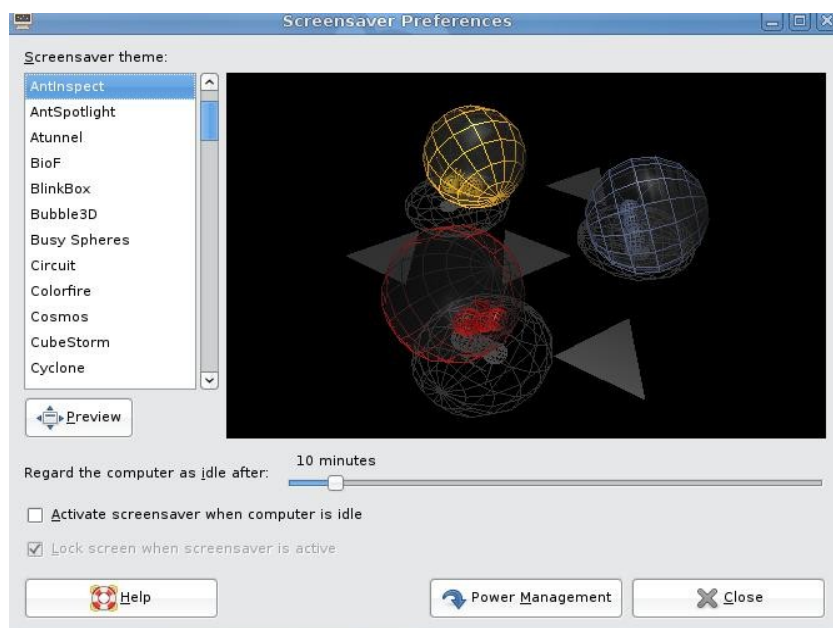 Screensaver Preferences
Screensaver theme:
AntInspect
AntSpotlight
Atunnel
BioF
BlinkBox
Bubble3D
Busy Spheres
Circuit
Colorfire
Cosmos
CubeStorm
Cyclone
Preview
Regard the computer as idle after:
10 minutes
Activate screensaver when computer is idle
Lock screen when screensaver is active
Help
Power Management
Close